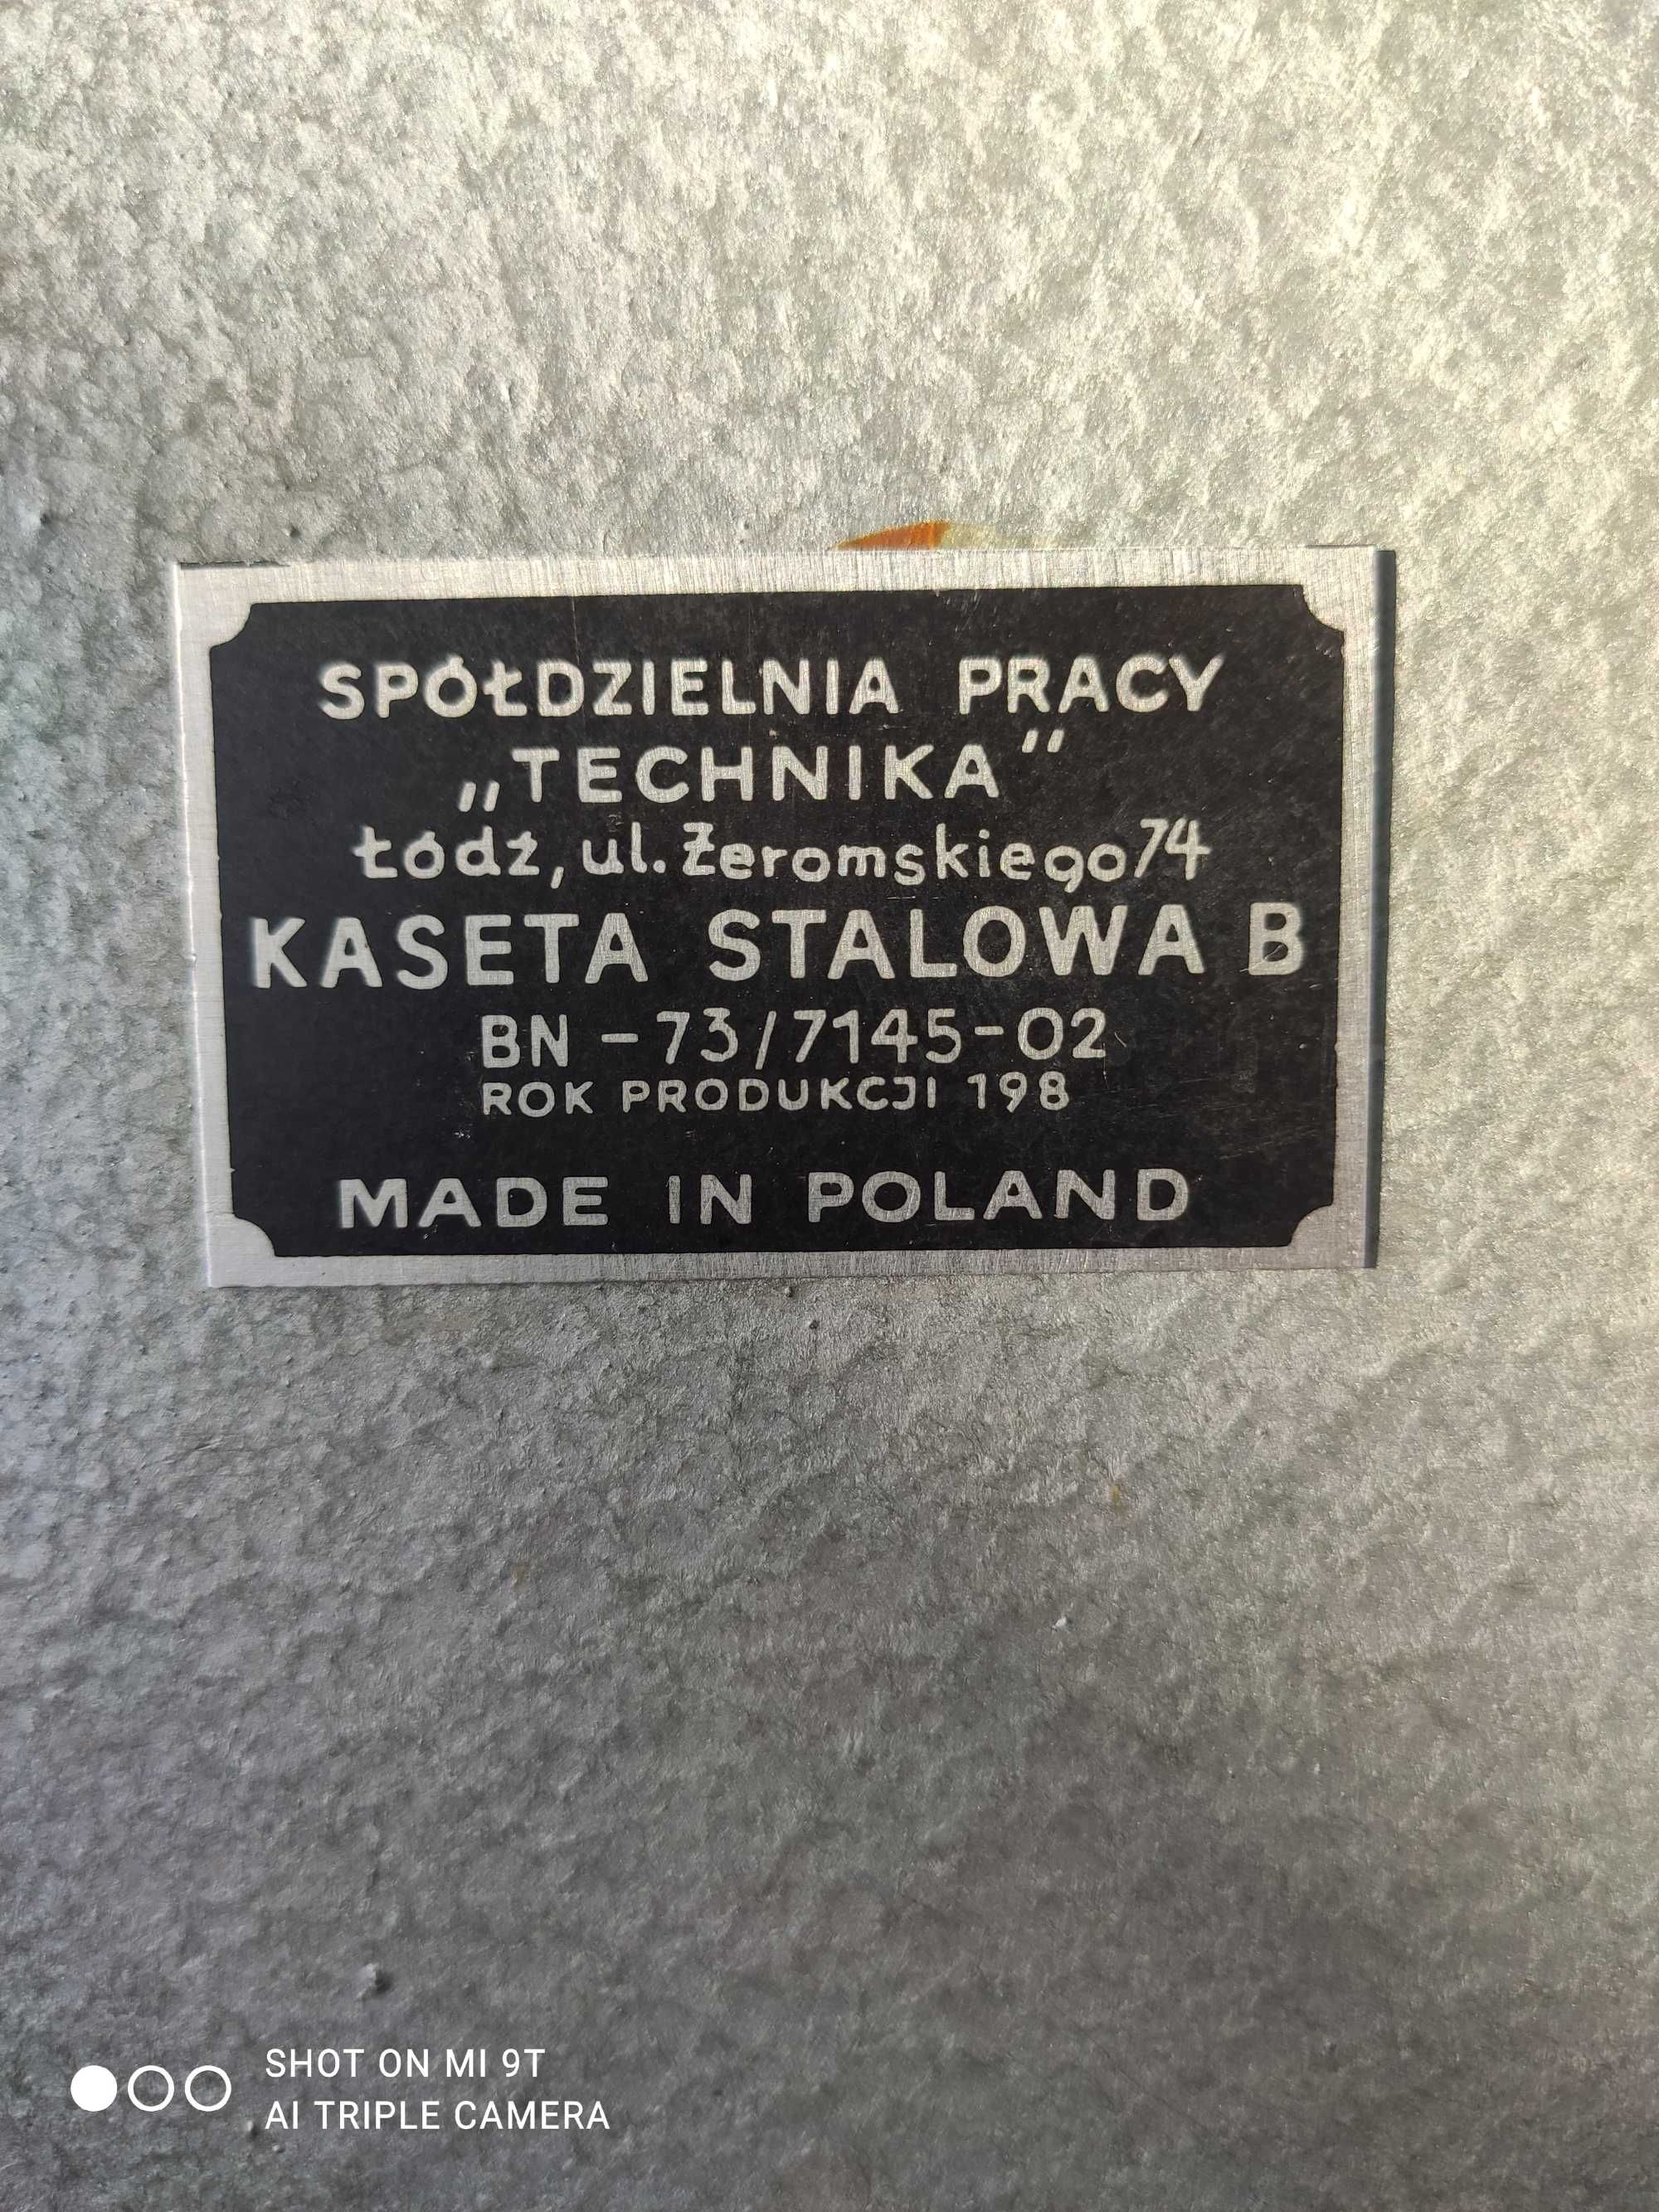 SPÓŁDZIELNIA PRACY
„TECHNIKA”
Łódź, ul. Żeromskiego 74
KASETA STALOWA B
BN - 73/7145-02
ROK PRODUKCJI 198
MADE IN POLAND
SHOT ON MI 9T
AI TRIPLE CAMERA